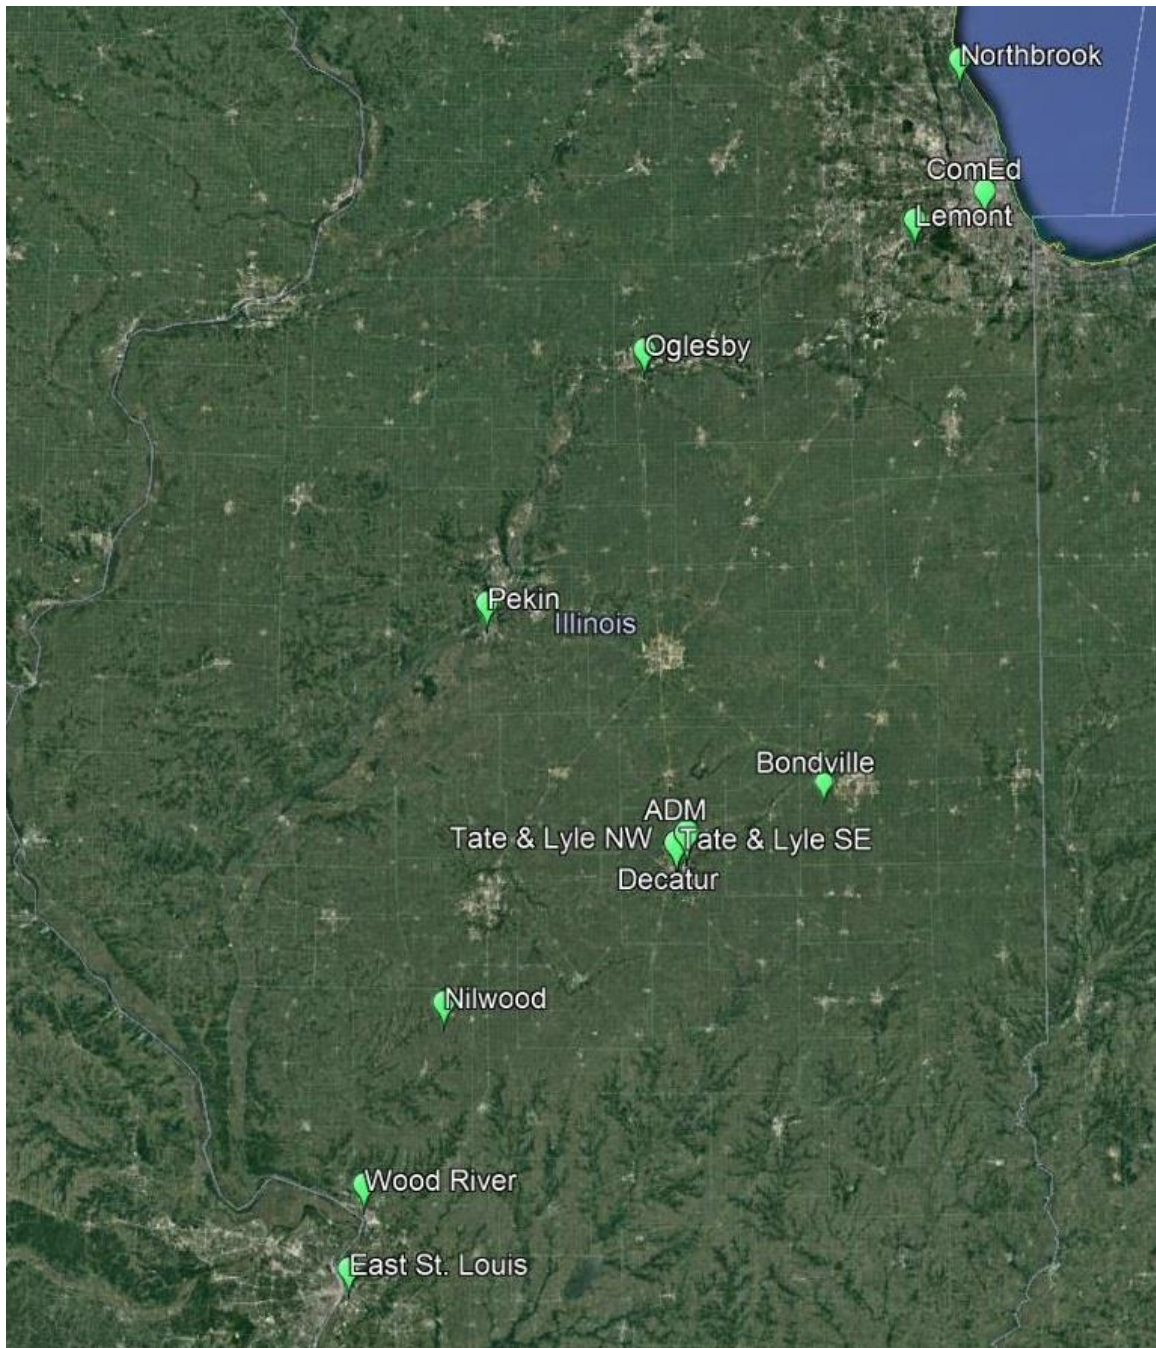 Northbrook
ComEd
Lemont
Oglesby
Pekin
Illinois
Bondville
ADM
Tate & Lyle NW
Tate & Lyle SE
Decatur
Nilwood
Wood River
East St. Louis